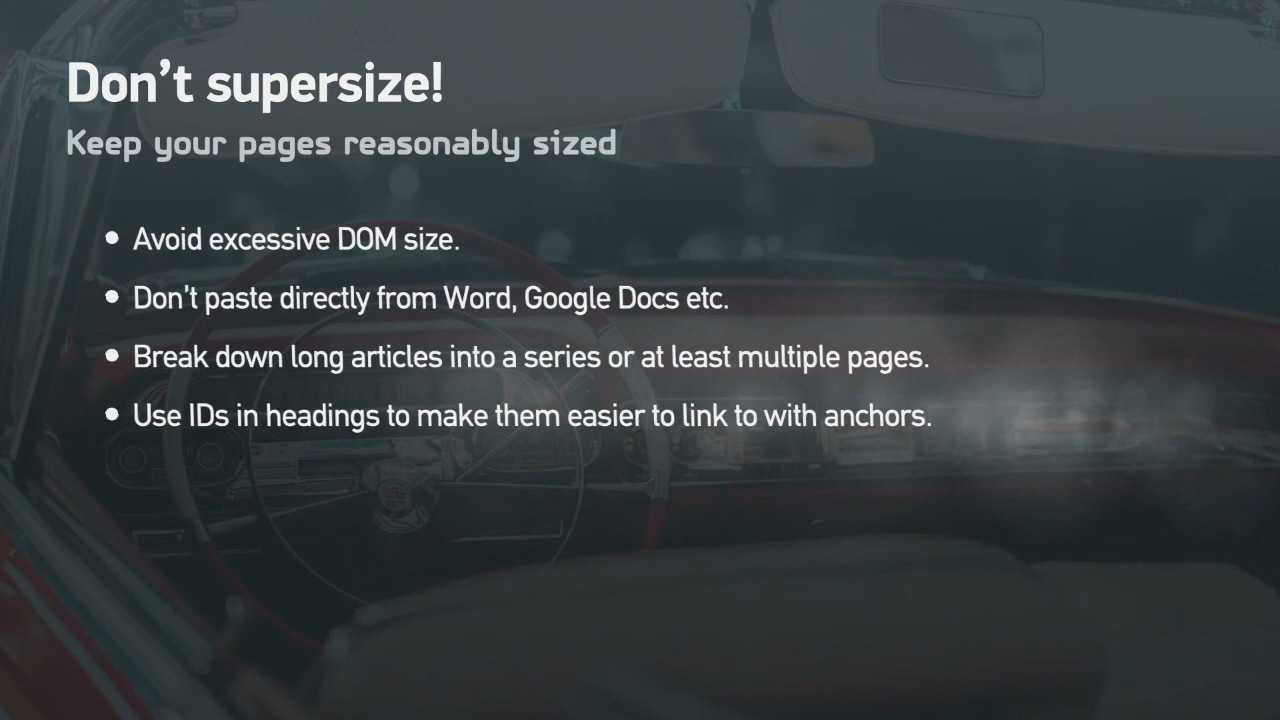 Don’t supersize!
Keep your pages reasonably sized
• Avoid excessive DOM size.
• Don’t paste directly from Word, Google Docs etc.
• Break down long articles into a series or at least multiple pages.
• Use IDs in headings to make them easier to link to with anchors.